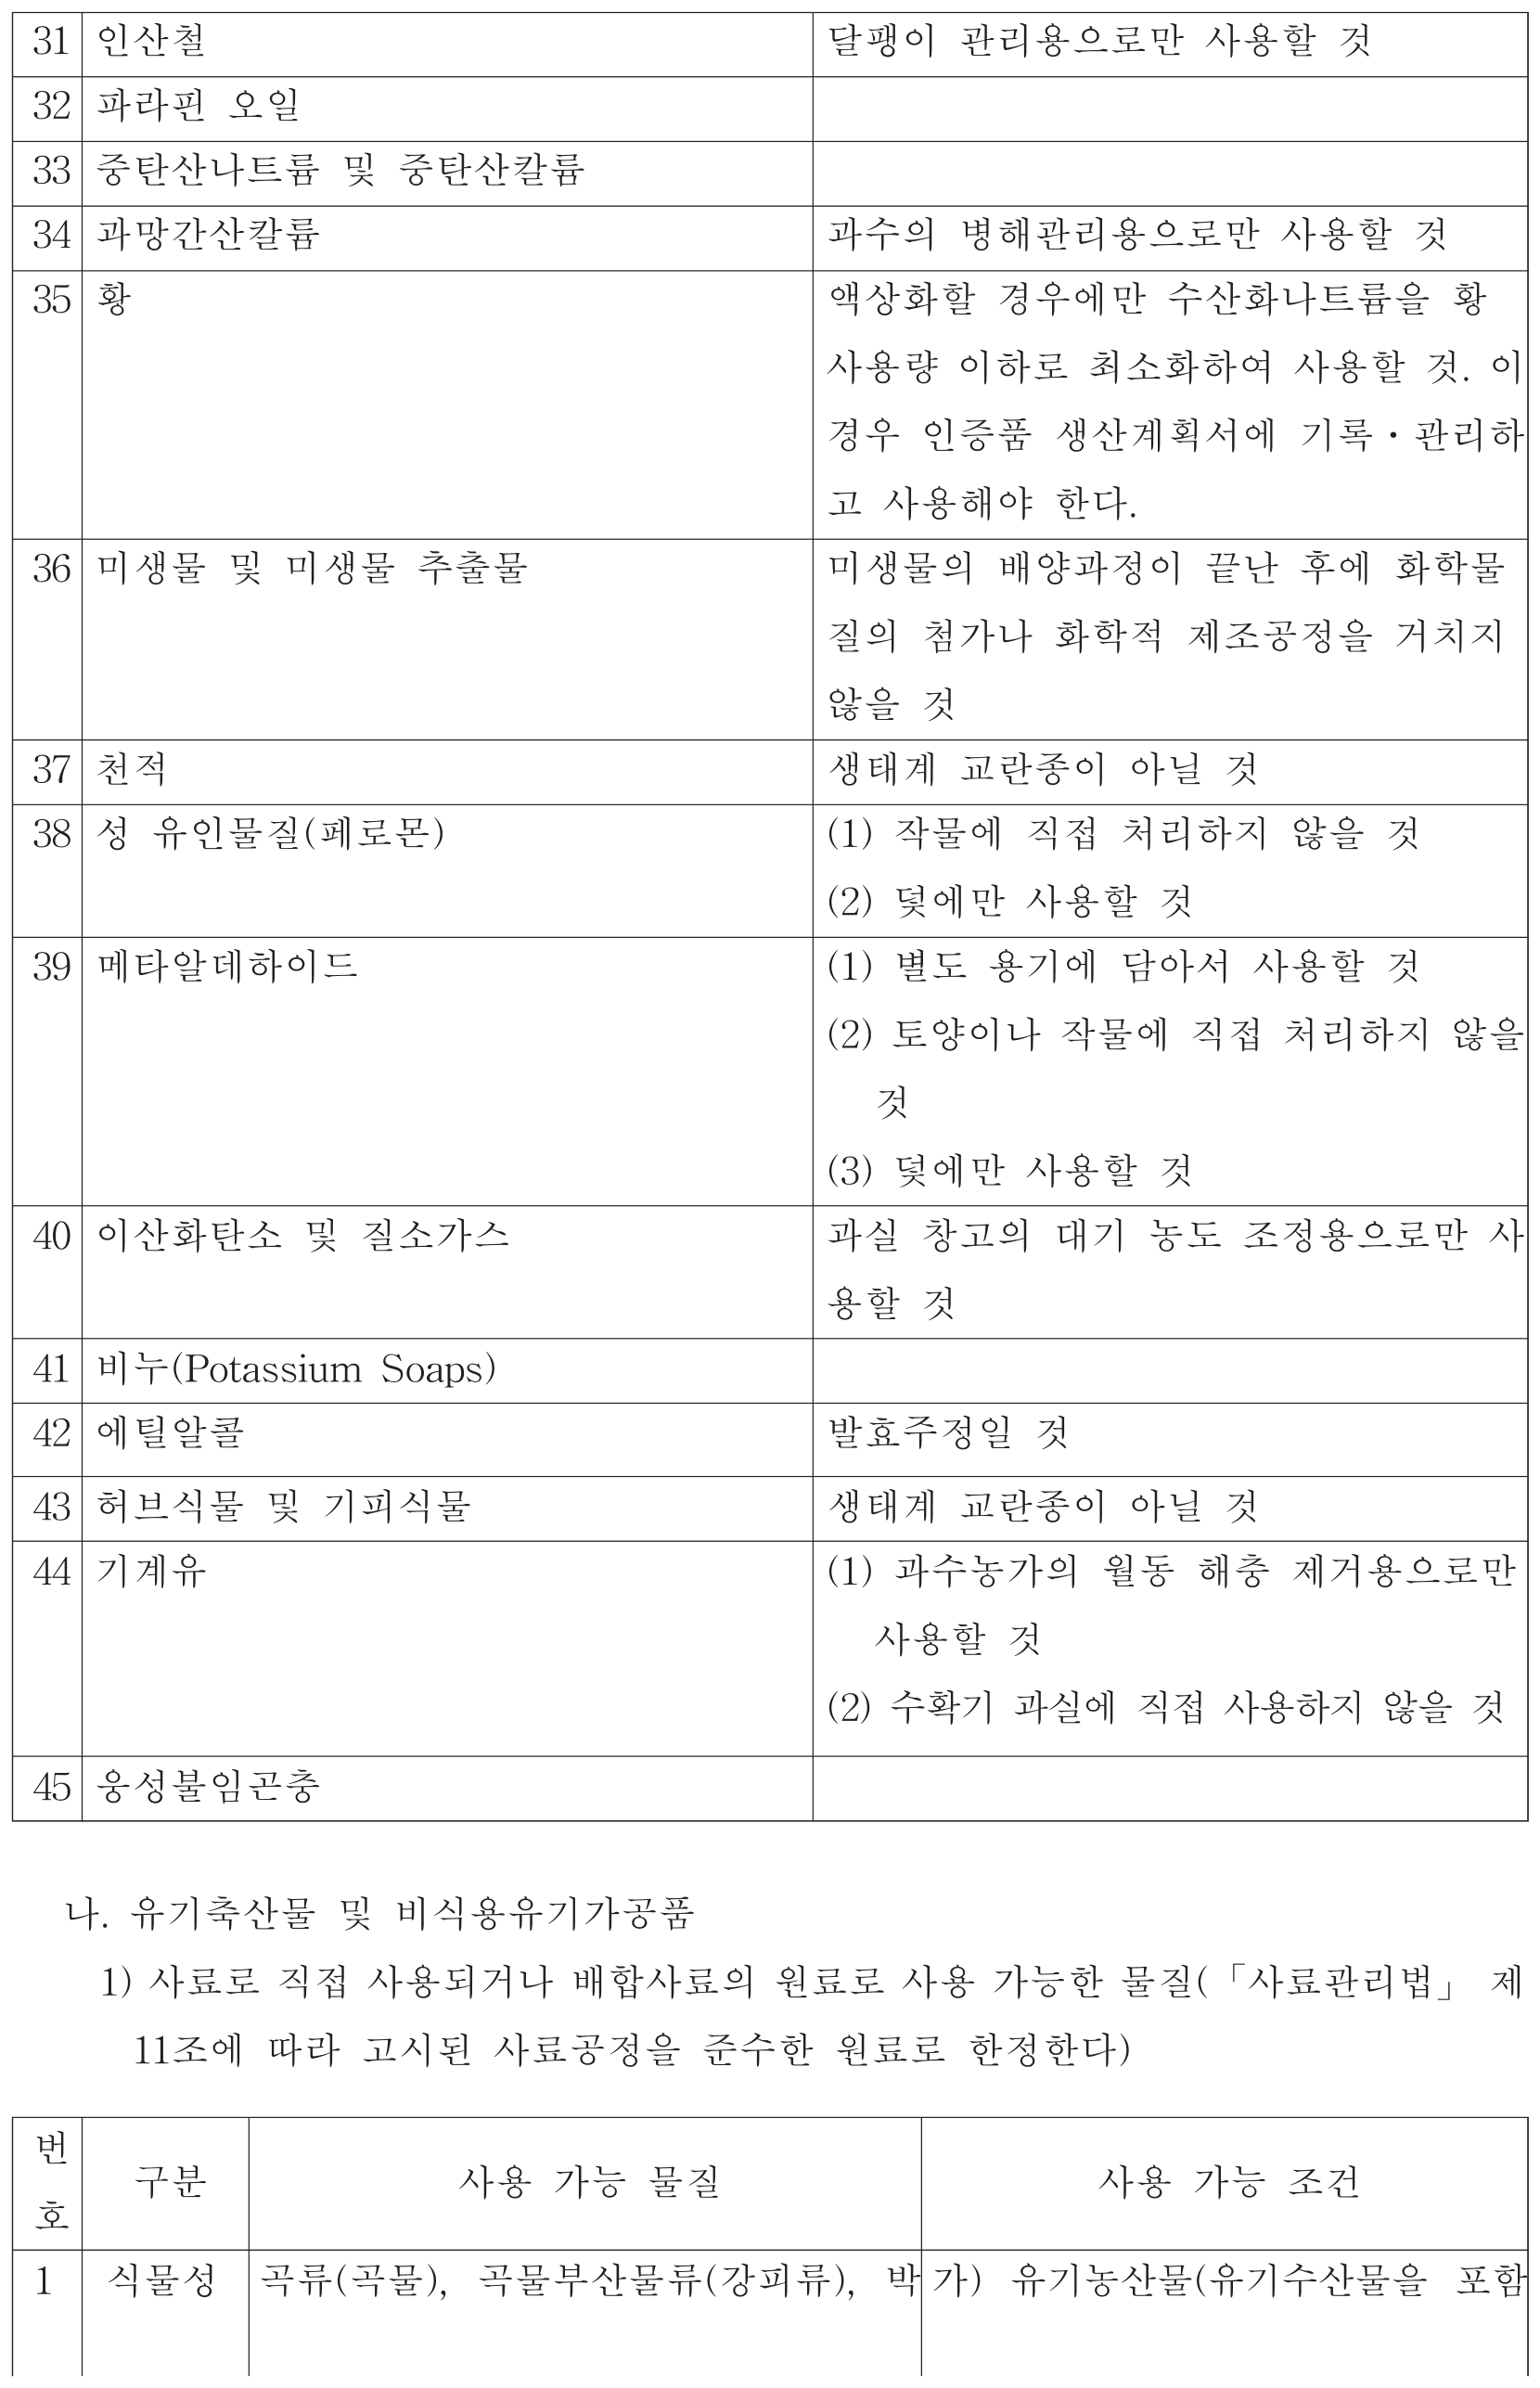 31 인산철 달팽이 관리용으로만 사용할 것
32 파라핀 오일
33 중탄산나트륨 및 중탄산칼륨
34 과망간산칼륨 과수의 병해관리용으로만 사용할 것
35 황 액상화할 경우에만 수산화나트륨을 황
사용량 이하로 최소화하여 사용할 것. 이
경우 인증품 생산계획서에 기록·관리하
고 사용해야 한다.
36 미생물 및 미생물 추출물 미생물의 배양과정이 끝난 후에 화학물
질의 첨가나 화학적 제조공정을 거치지
않을 것
37 천적 생태계 교란종이 아닐 것
38 성 유인물질(페로몬) (1) 작물에 직접 처리하지 않을 것
(2) 덫에만 사용할 것
39 메타알데하이드 (1) 별도 용기에 담아서 사용할 것
(2) 토양이나 작물에 직접 처리하지 않을
것
(3) 덫에만 사용할 것
40 이산화탄소 및 질소가스 과실 창고의 대기 농도 조정용으로만 사
용할 것
41 비누(Potassium Soaps)
42 에틸알콜 발효주정일 것
43 허브식물 및 기피식물 생태계 교란종이 아닐 것
44 기계유 (1) 과수농가의 월동 해충 제거용으로만
사용할 것
(2) 수확기 과실에 직접 사용하지 않을 것
45 웅성불임곤충
나. 유기축산물 및 비식용유기가공품
1) 사료로 직접 사용되거나 배합사료의 원료로 사용 가능한 물질(「사료관리법」 제
11조에 따라 고시된 사료공정을 준수한 원료로 한정한다)
번
호 구분 사용 가능 물질 사용 가능 조건
1 식물성 곡류(곡물), 곡물부산물류(강피류), 박 가) 유기농산물(유기수산물을 포함